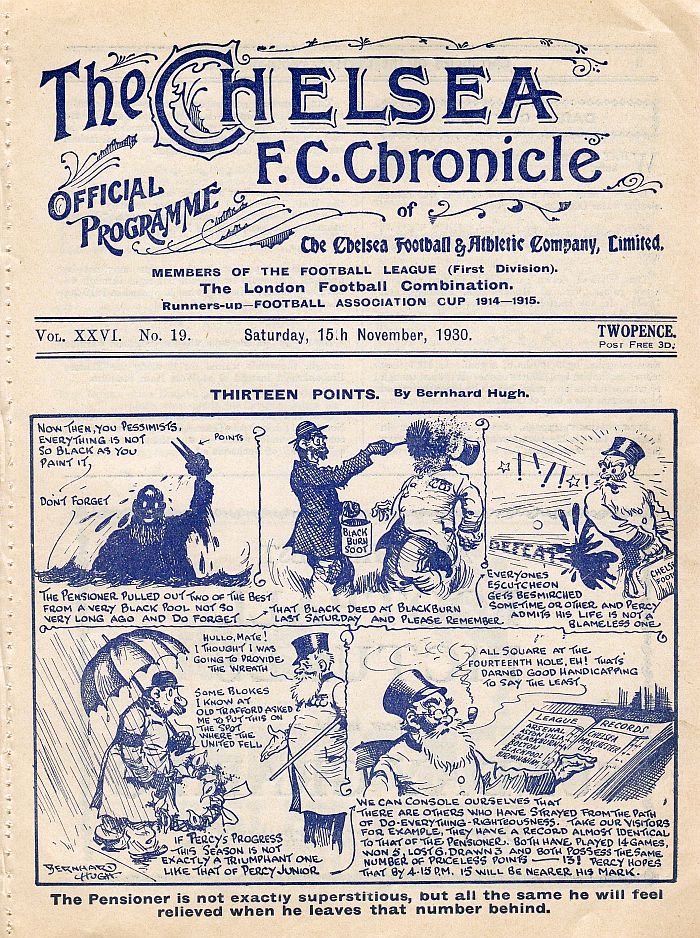 The CHELSEA
F.C. Chronicle
OFFICIAL
PROGRAMME
of
The Chelsea Football & Athletic Company, Limited.
MEMBERS OF THE FOOTBALL LEAGUE (First Division).
The London Football Combination.
Runners-up—FOOTBALL ASSOCIATION CUP 1914—1915.
VOL. XXVI. No. 19. Saturday, 15th November, 1930. TWOPENCE.
POST FREE 3D.
THIRTEEN POINTS. By Bernhard Hugh.
NOW THEN, YOU PESSIMISTS,
EVERYTHING IS NOT
SO BLACK AS YOU
PAINT IT,
POINTS
DONT FORGET
THE PENSIONER PULLED OUT TWO OF THE BEST
FROM A VERY BLACK POOL NOT SO
VERY LONG AGO AND DO FORGET
BLACK
BURN
SOOT
THAT BLACK DEED AT BLACKBURN
LAST SATURDAY AND PLEASE REMEMBER
DEFEAT
CHELSEA
FOOT
EVERYONES
ESCUTCHEON
GETS BESMIRCHED
SOMETIME OR OTHER AND PERCY
ADMITS HIS LIFE IS NOT A
BLAMELESS ONE
HULLO, MATE!
I THOUGHT I WAS
GOING TO PROVIDE
THE WREATH
SOME BLOKES
I KNOW AT
OLD TRAFFORD ASKED
ME TO PUT THIS ON
THE SPOT
WHERE THE
UNITED FELL
IF PERCY'S PROGRESS
THIS SEASON IS NOT
EXACTLY A TRIUMPHANT ONE
LIKE THAT OF PERCY JUNIOR
BERNHARD
HUGH
ALL SQUARE AT THE
FOURTEENTH HOLE, EH! THATS
DARNED GOOD HANDICAPPING
TO SAY THE LEAST
LEAGUE RECORDS
ARSENAL
ASTON VILLA
BLACKBURN
BOLTON
BLACKPOOL
BIRMINGHAM
CHELSEA
MANCHESTER
CITY
WE CAN CONSOLE OURSELVES THAT
THERE ARE OTHERS WHO HAVE STRAYED FROM THE PATH
OF DO-EVERYTHING-RIGHTEOUSNESS. TAKE OUR VISITORS
FOR EXAMPLE, THEY HAVE A RECORD ALMOST IDENTICAL
TO THAT OF THE PENSIONER. BOTH HAVE PLAYED 14 GAMES,
WON 5, LOST 6, DRAWN 3 AND BOTH POSSESS THE SAME
NUMBER OF PRICELESS POINTS — 13! PERCY HOPES
THAT BY 4-15 P.M. 15 WILL BE NEARER HIS MARK.
The Pensioner is not exactly superstitious, but all the same he will feel
relieved when he leaves that number behind.